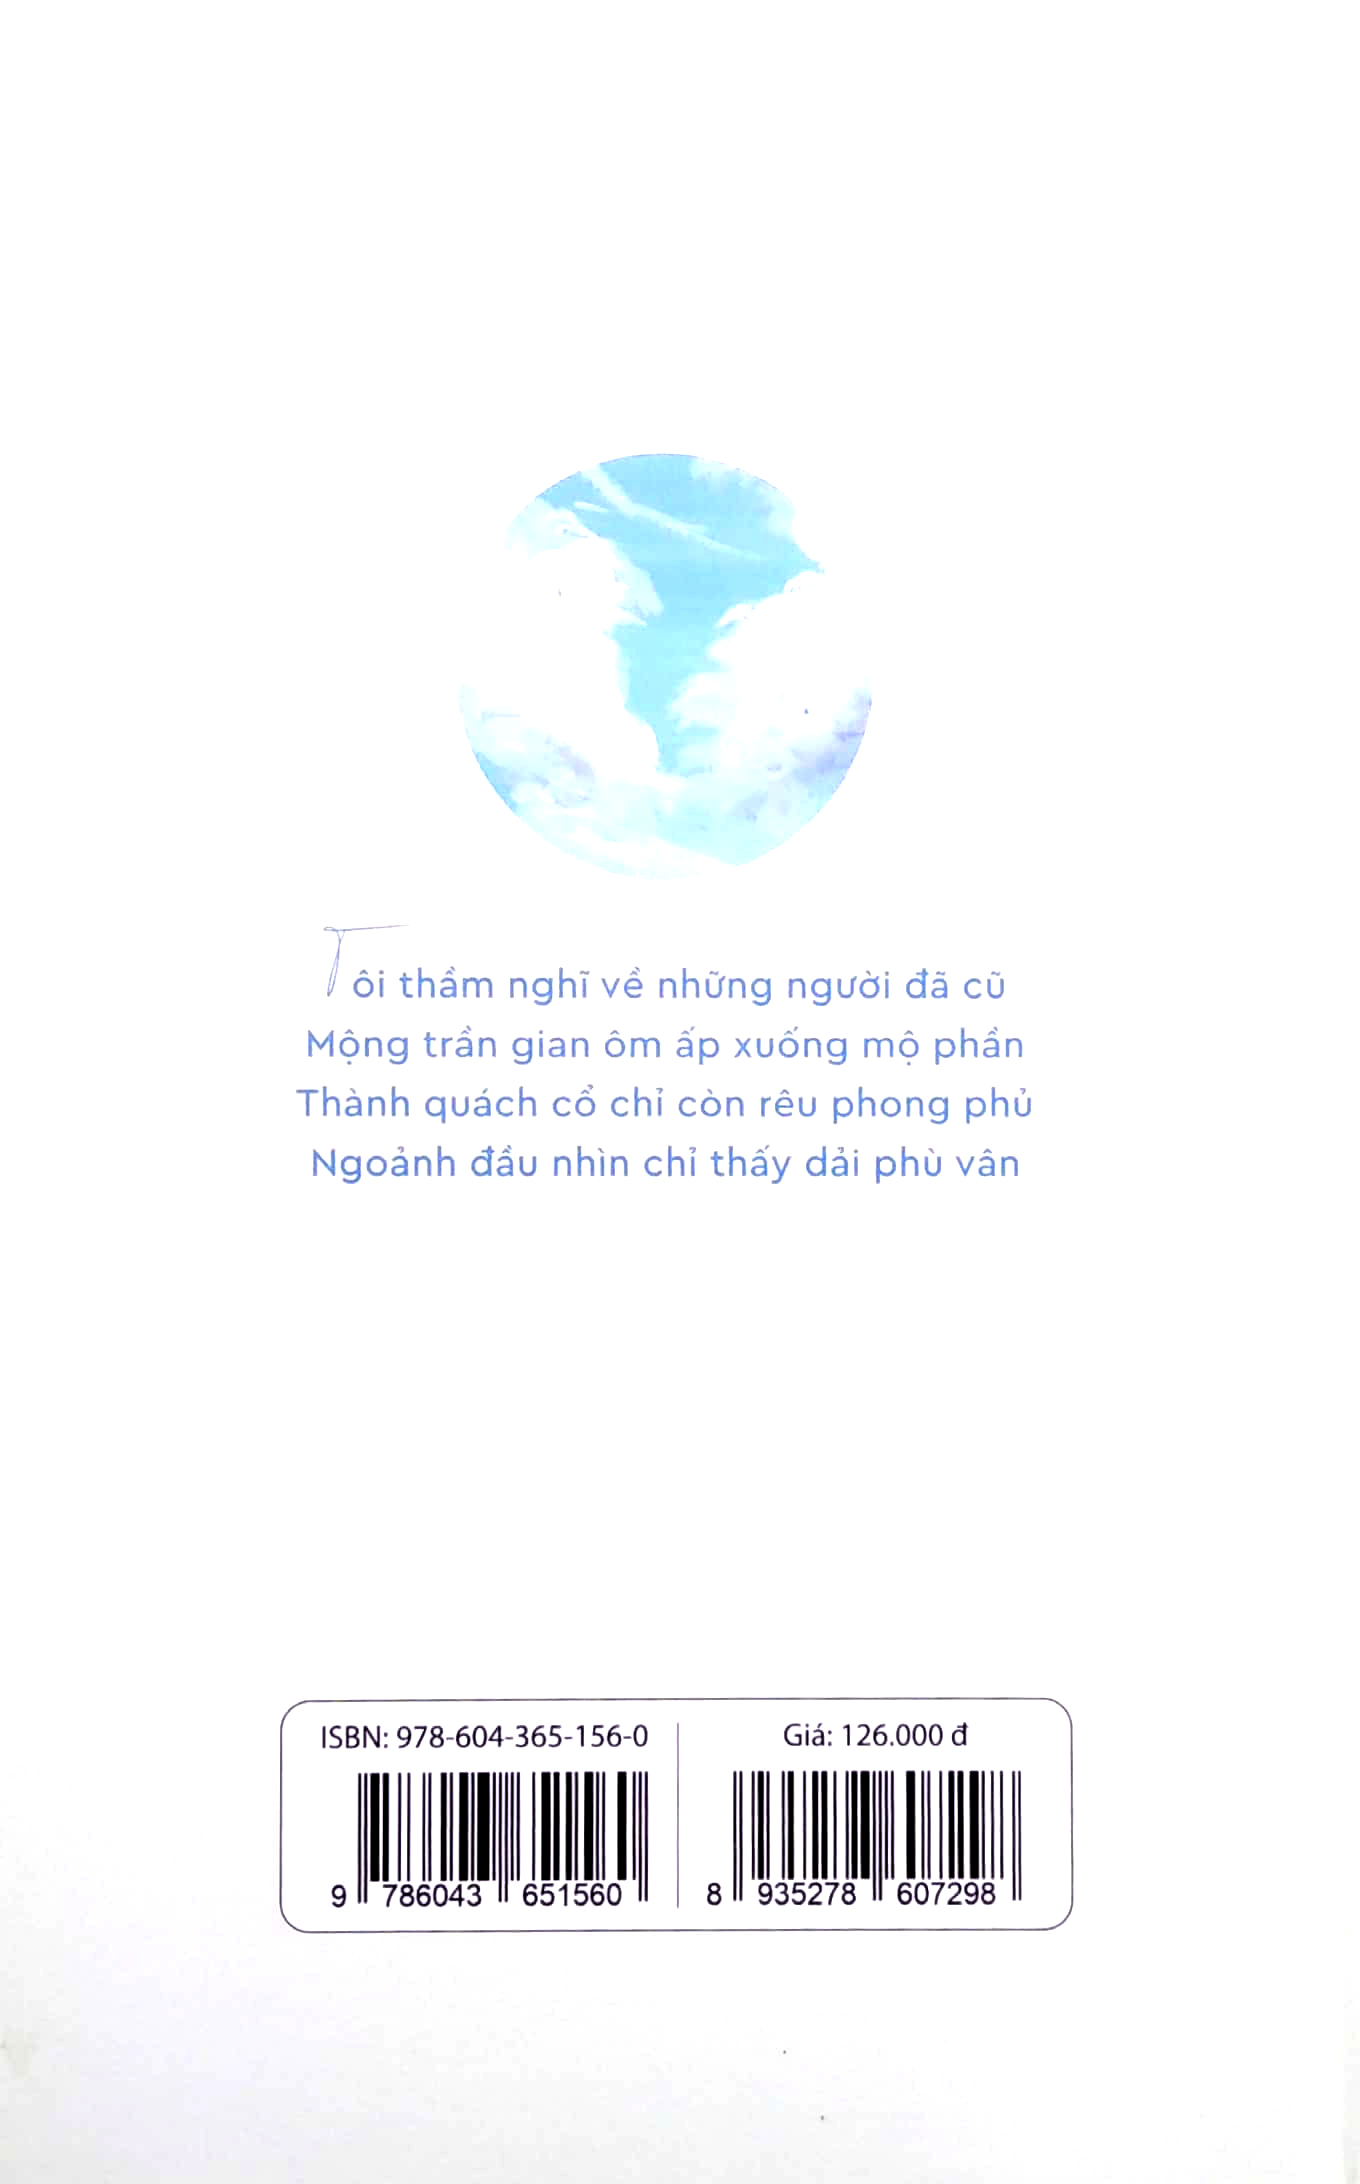 Tôi thầm nghĩ về những người đã cũ
Mộng trần gian ôm ấp xuống mộ phần
Thành quách cổ chỉ còn rêu phong phủ
Ngoảnh đầu nhìn chỉ thấy dải phù vân
ISBN: 978-604-365-156-0
9 786043 651560
Giá: 126.000 đ
8 935278 607298